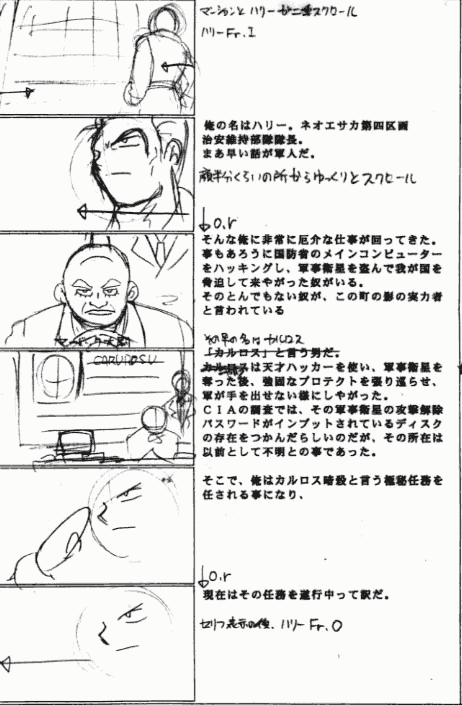 マンションとハリーが二重スクロール
ハリーFr.I
俺の名はハリー。ネオエサカ第四区画
治安維持部隊隊長。
まあ早い話が軍人だ。
顔半分くらいの所からゆっくりとスクロール
O.r
そんな俺に非常に厄介な仕事が回ってきた。
事もあろうに国防省のメインコンピューター
をハッキングし、軍事衛星を盗んで我が国を
脅迫して来やがった奴がいる。
そのとんでもない奴が、この町の影の実力者
と言われている
その男の名はカルロス
「カルロス」と言う男だ。
CARUROSU
カルロスは天才ハッカーを使い、軍事衛星を
奪った後、強固なプロテクトを張り巡らせ、
軍が手を出せない様にしやがった。
CIAの調査では、その軍事衛星の攻撃解除
パスワードがインプットされているディスク
の存在をつかんだらしいのだが、その所在は
以前として不明との事であった。
そこで、俺はカルロス暗殺と言う極秘任務を
任される事になり、
O.r
現在はその任務を遂行中って訳だ。
セリフ表示の後、ハリーFr.O